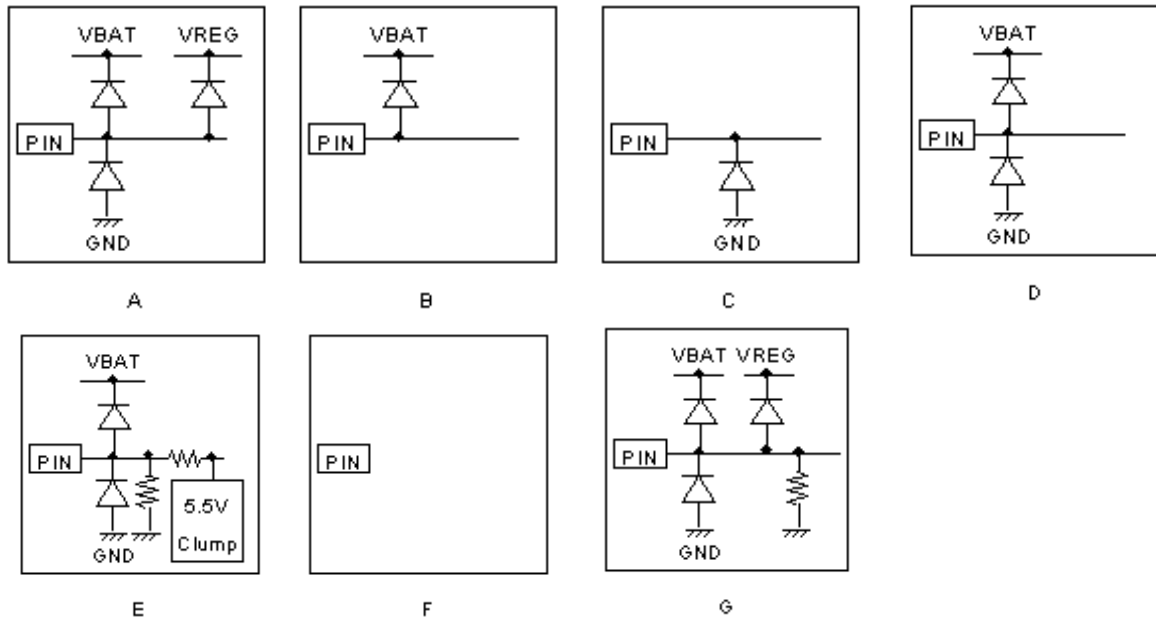 VBAT VREG
PIN
GND
A
VBAT
PIN
B
PIN
GND
C
VBAT
PIN
GND
D
VBAT
PIN
GND
5.5V
Clump
E
PIN
F
VBAT VREG
PIN
GND
G